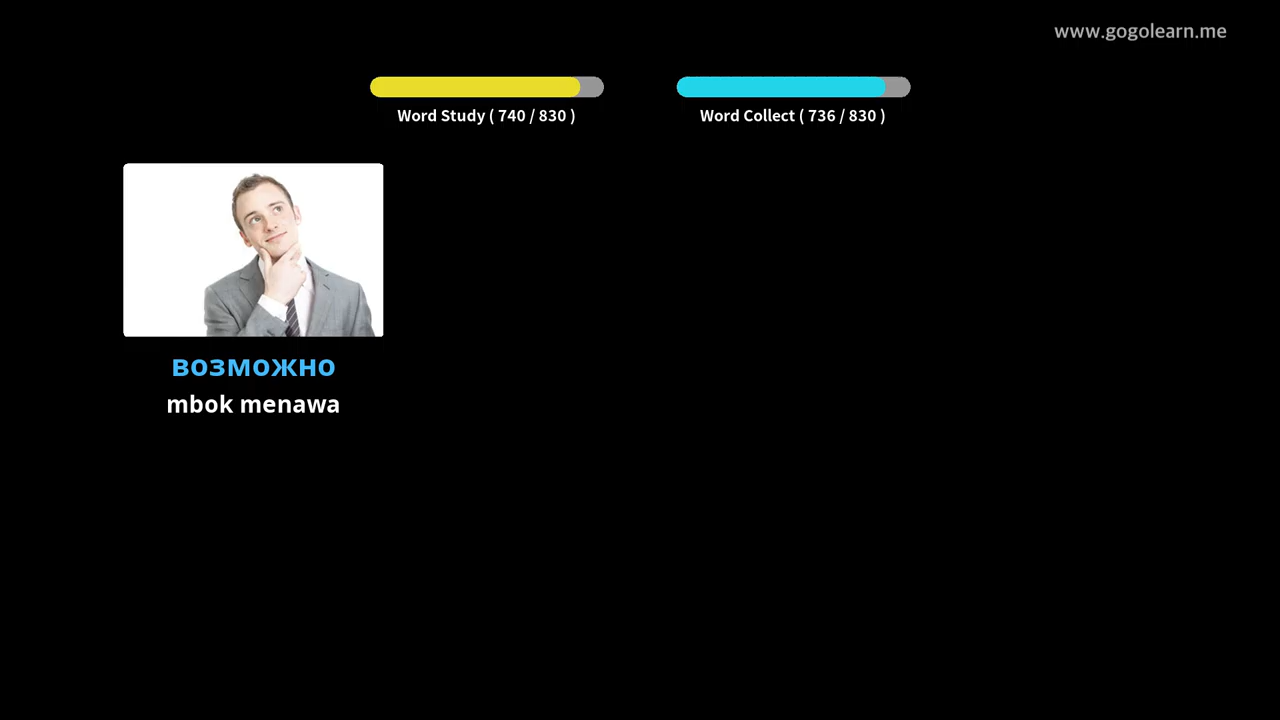 www.gogolearn.me
Word Study ( 740 / 830 )
Word Collect ( 736 / 830 )
возможно
mbok menawa